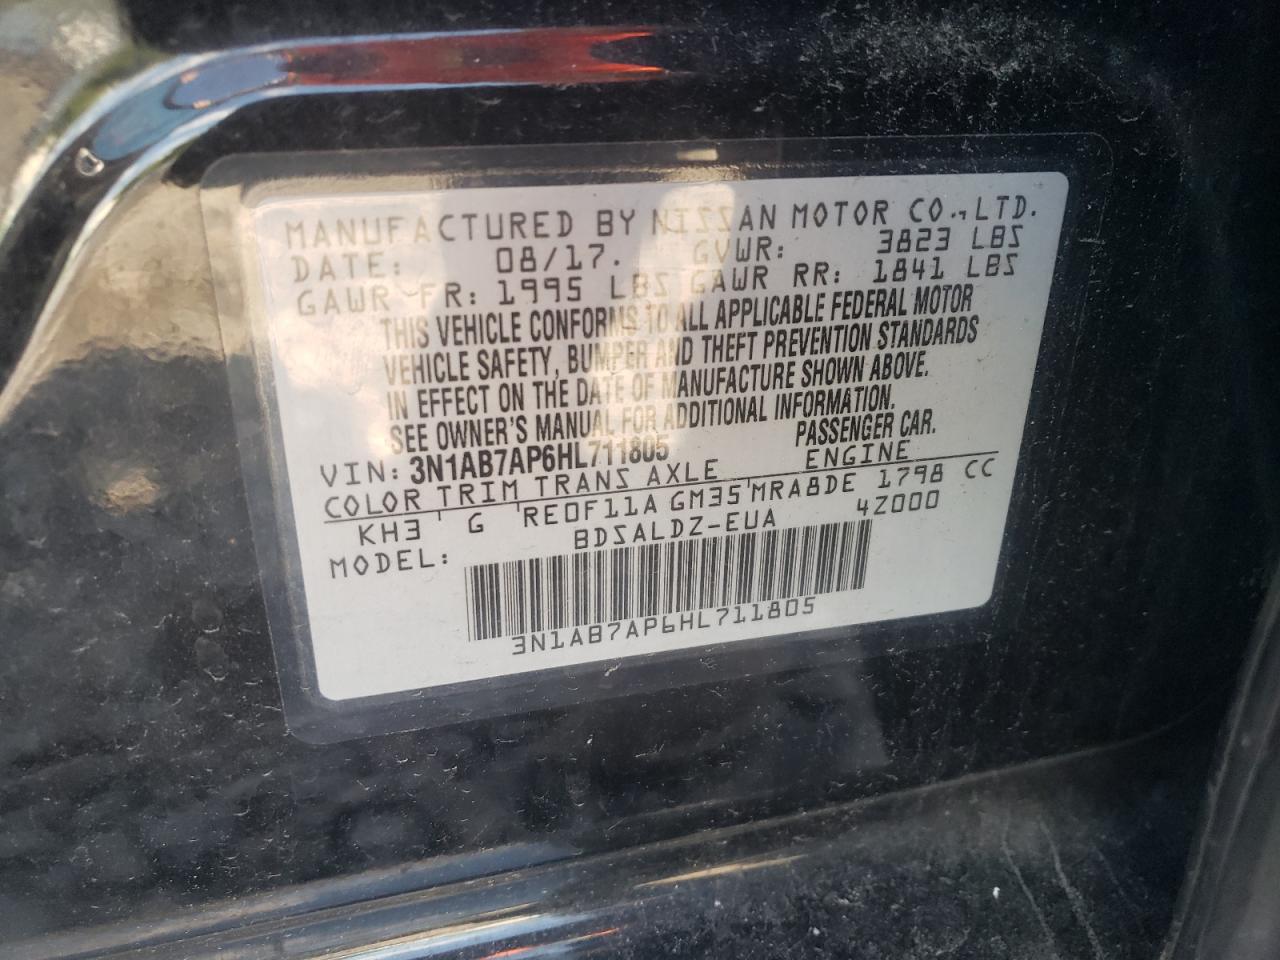 MANUFACTURED BY NISSAN MOTOR CO., LTD.
DATE: 08/17. GVWR: 3823 LBS
GAWR FR: 1995 LBS GAWR RR: 1841 LBS
THIS VEHICLE CONFORMS TO ALL APPLICABLE FEDERAL MOTOR
VEHICLE SAFETY, BUMPER AND THEFT PREVENTION STANDARDS
IN EFFECT ON THE DATE OF MANUFACTURE SHOWN ABOVE.
SEE OWNER'S MANUAL FOR ADDITIONAL INFORMATION.
VIN: 3N1AB7AP6HL711805 PASSENGER CAR.
COLOR TRIM TRANS AXLE ENGINE
KH3 G RE0F11A GM35 MRA8DE 1798 CC
MODEL: BDSALDZ-EUA 4Z000
3N1AB7AP6HL711805